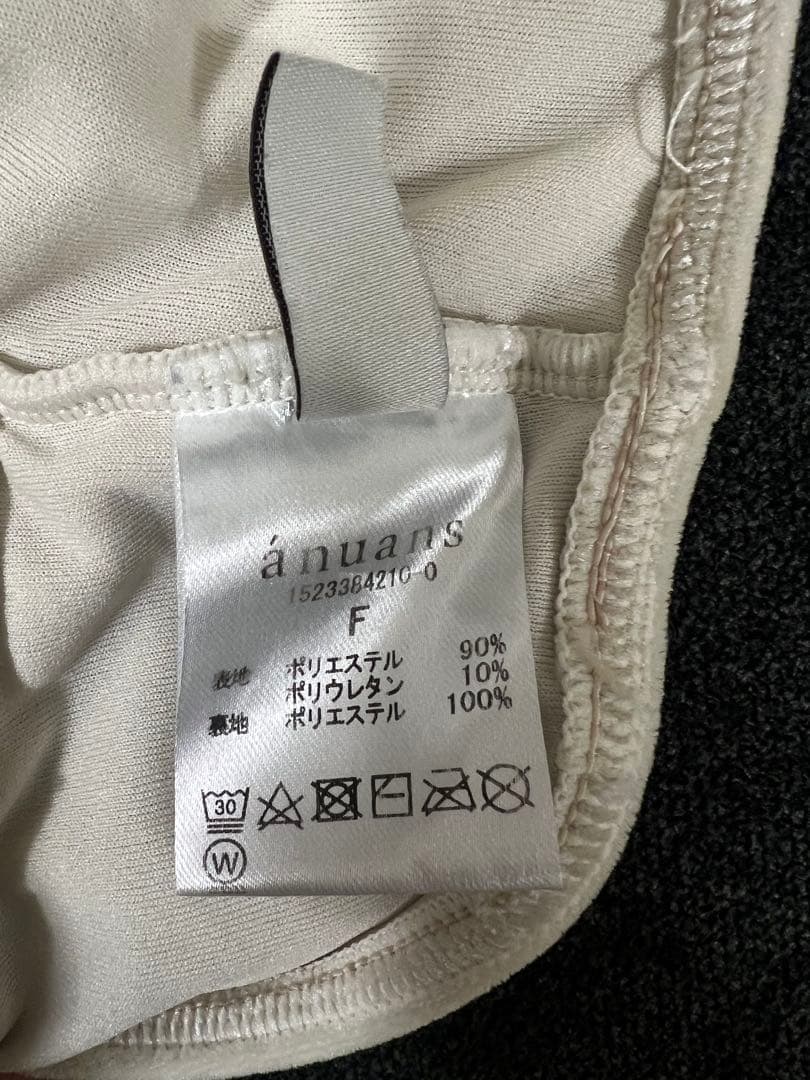 ánuans
1523384210-0
F
表地 ポリエステル 90%
ポリウレタン 10%
裏地 ポリエステル 100%
30
W